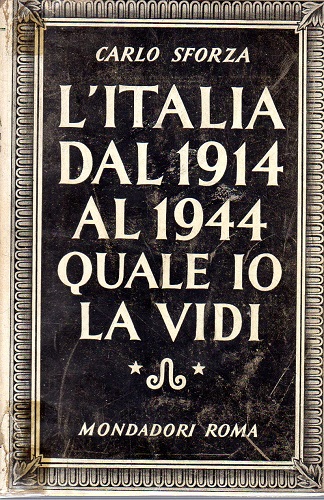 CARLO SFORZA
L'ITALIA
DAL 1914
AL 1944
QUALE IO
LA VIDI
MONDADORI ROMA